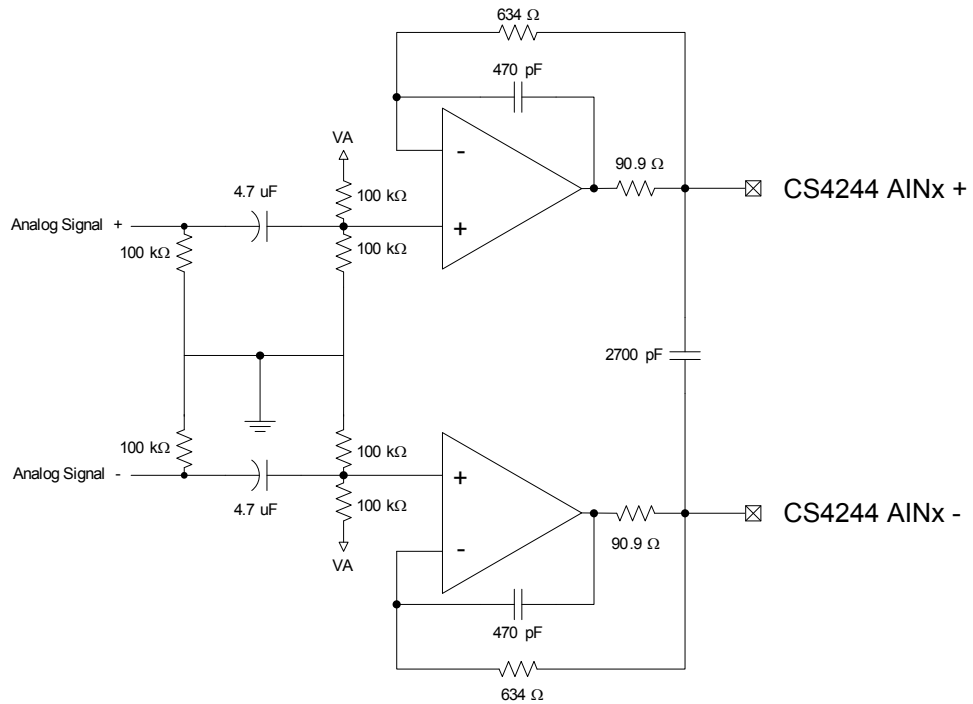 634 Ω
470 pF
VA
-
90.9 Ω
4.7 uF
100 kΩ
CS4244 AINx +
Analog Signal +
+
100 kΩ
100 kΩ
2700 pF
100 kΩ
100 kΩ
Analog Signal -
+
4.7 uF
100 kΩ
CS4244 AINx -
-
90.9 Ω
VA
470 pF
634 Ω